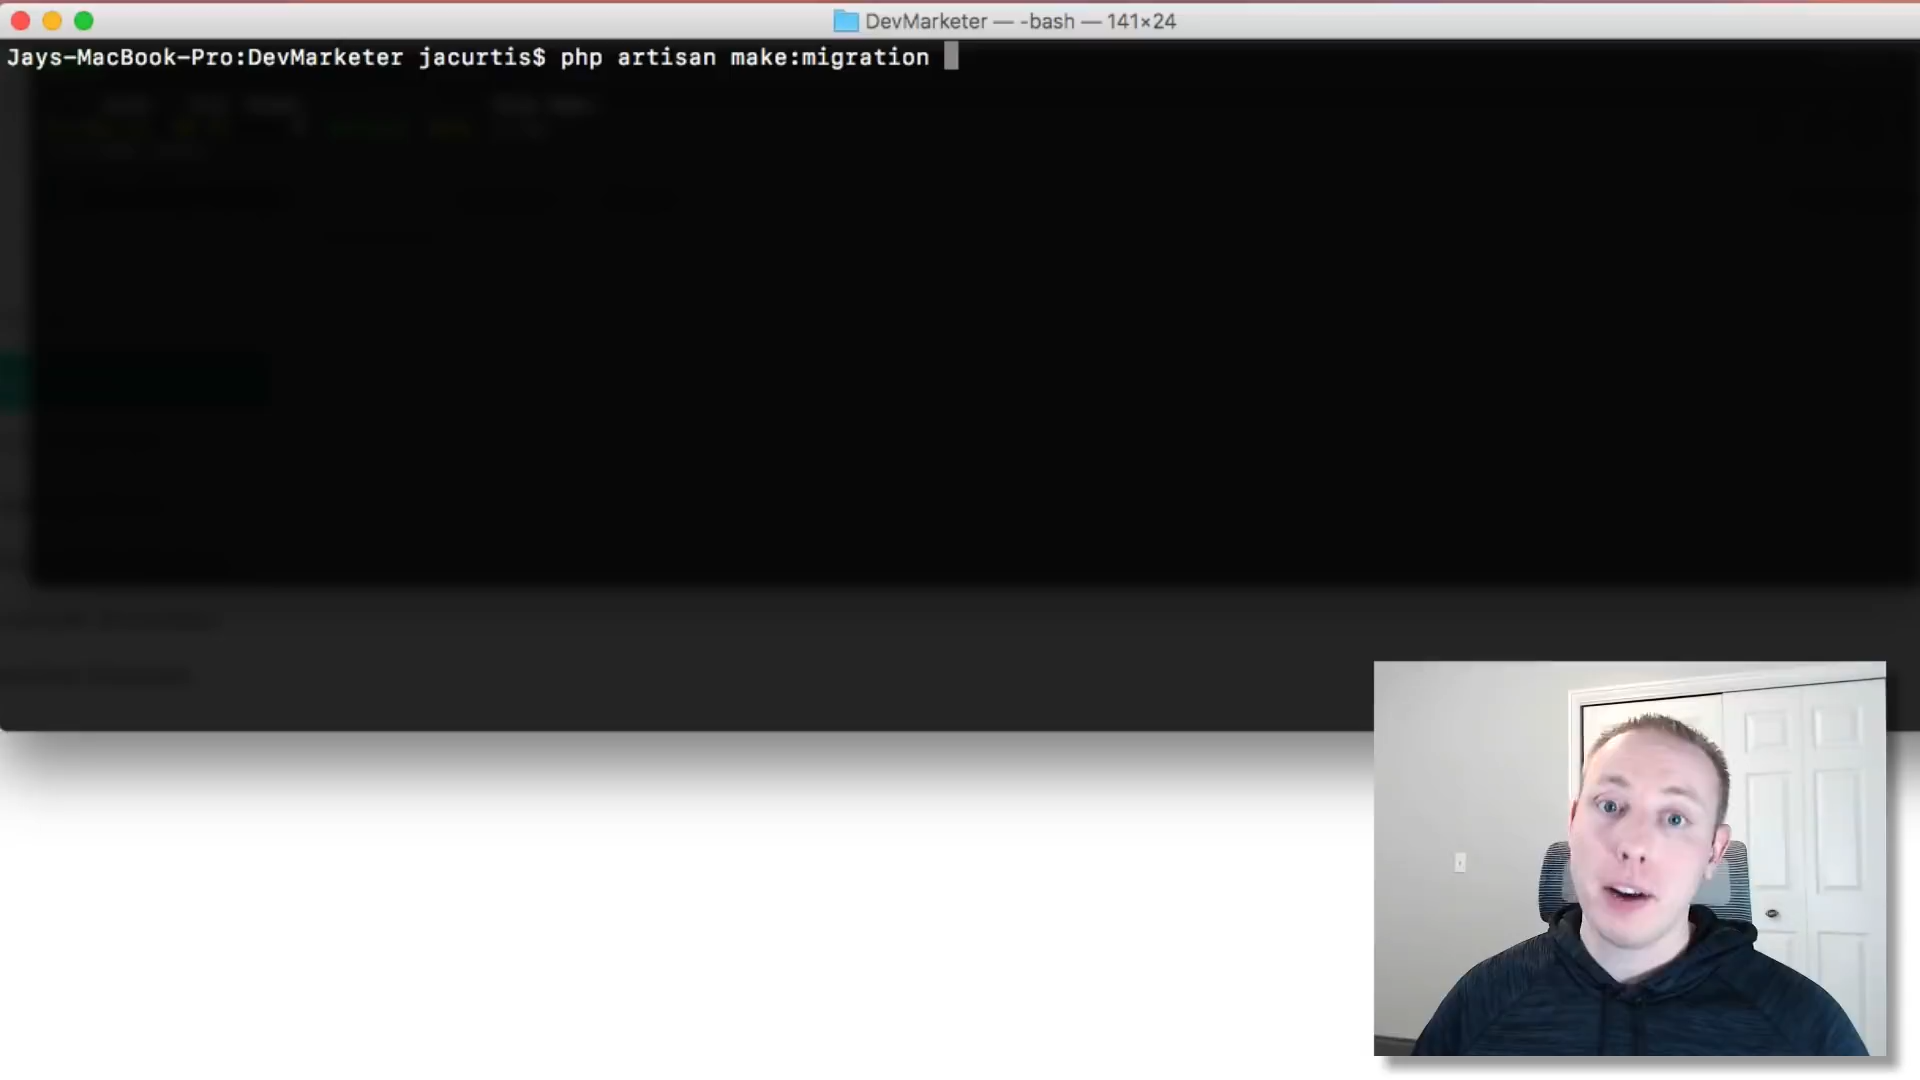 DevMarketer — -bash — 141×24
Jays-MacBook-Pro:DevMarketer jacurtis$ php artisan make:migration